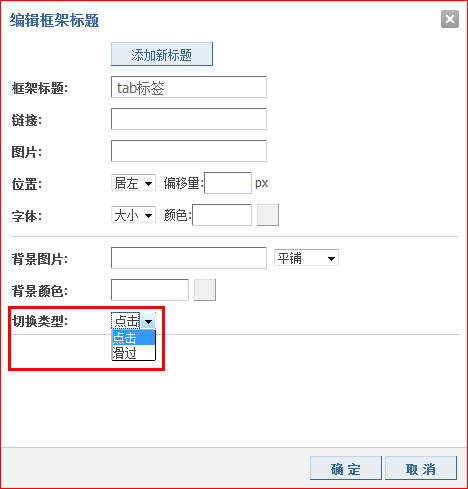 编辑框架标题
添加新标题
框架标题: tab标签
链接:
图片:
位置: 居左 偏移量: px
字体: 大小 颜色:
背景图片: 平铺
背景颜色:
切换类型: 点击
点击
滑过
确定 取消